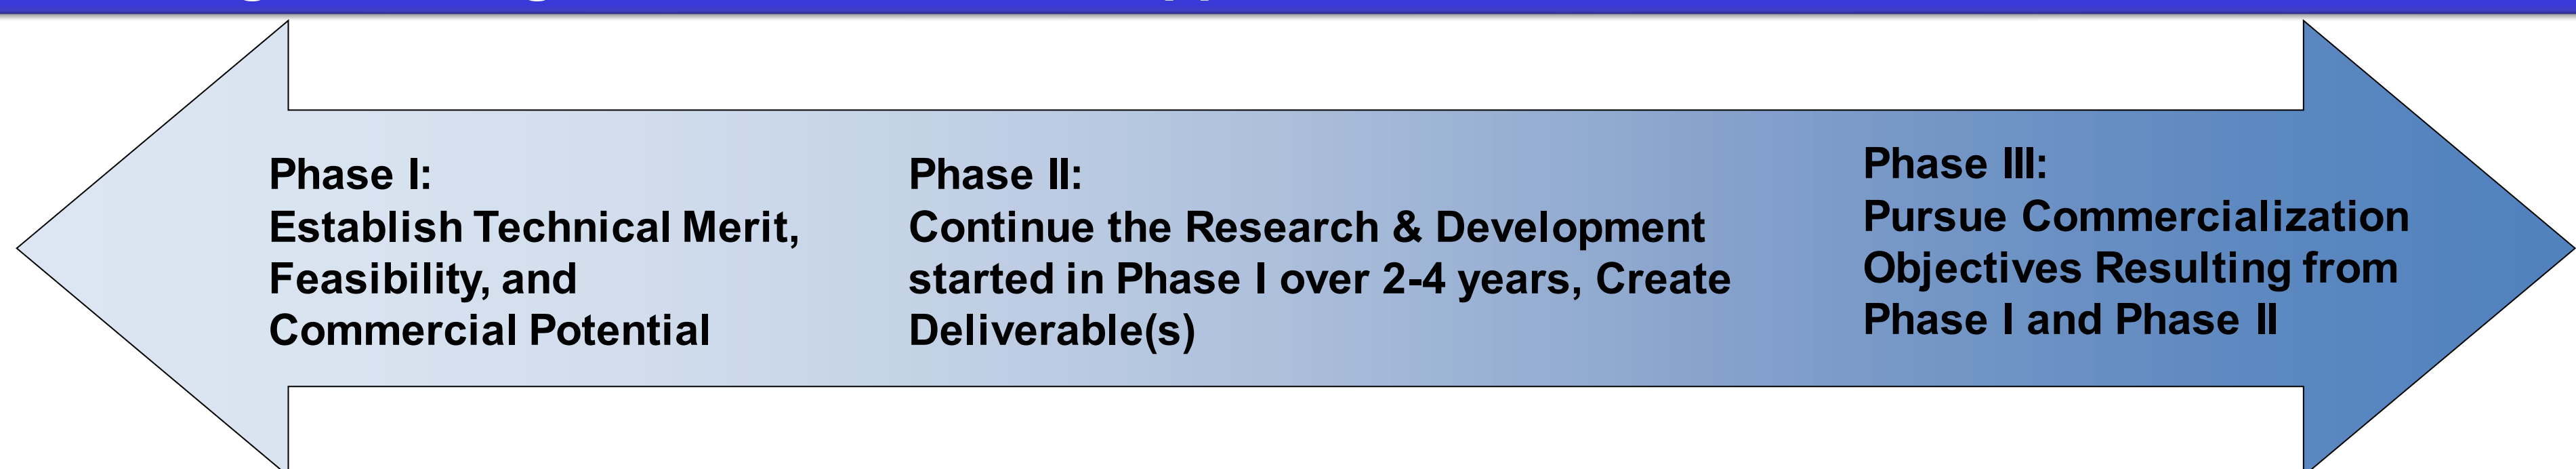 Phase I:
Establish Technical Merit,
Feasibility, and
Commercial Potential
Phase II:
Continue the Research & Development
started in Phase I over 2-4 years, Create
Deliverable(s)
Phase III:
Pursue Commercialization
Objectives Resulting from
Phase I and Phase II